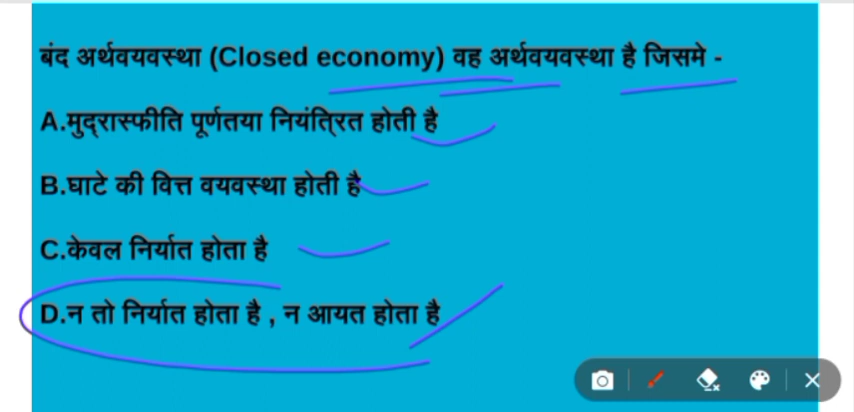 बंद अर्थवयवस्था (Closed economy) वह अर्थवयवस्था है जिसमे -
A.मुद्रास्फीति पूर्णतया नियंत्रित होती है
B.घाटे की वित्त वयवस्था होती है
C.केवल निर्यात होता है
D.न तो निर्यात होता है , न आयत होता है